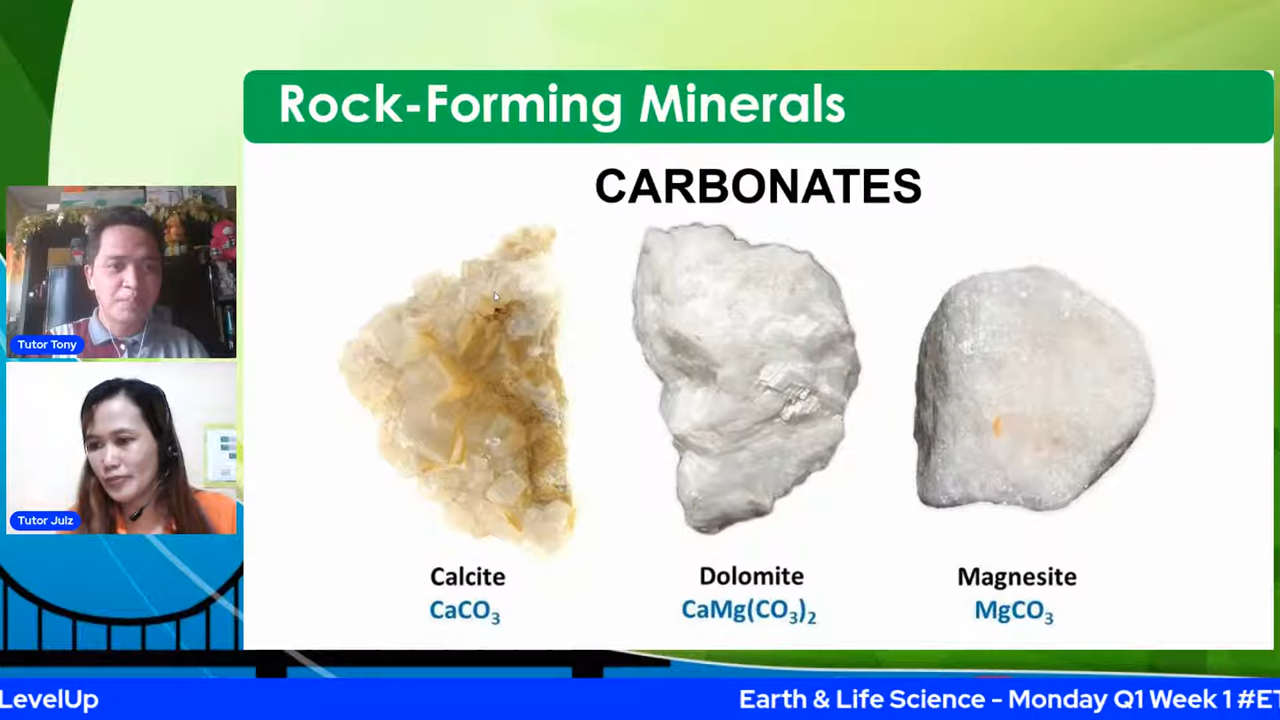 Rock-Forming Minerals
CARBONATES
Tutor Tony
Tutor Julz
Calcite
CaCO₃
Dolomite
CaMg(CO₃)₂
Magnesite
MgCO₃
LevelUp
Earth & Life Science - Monday Q1 Week 1 #ET